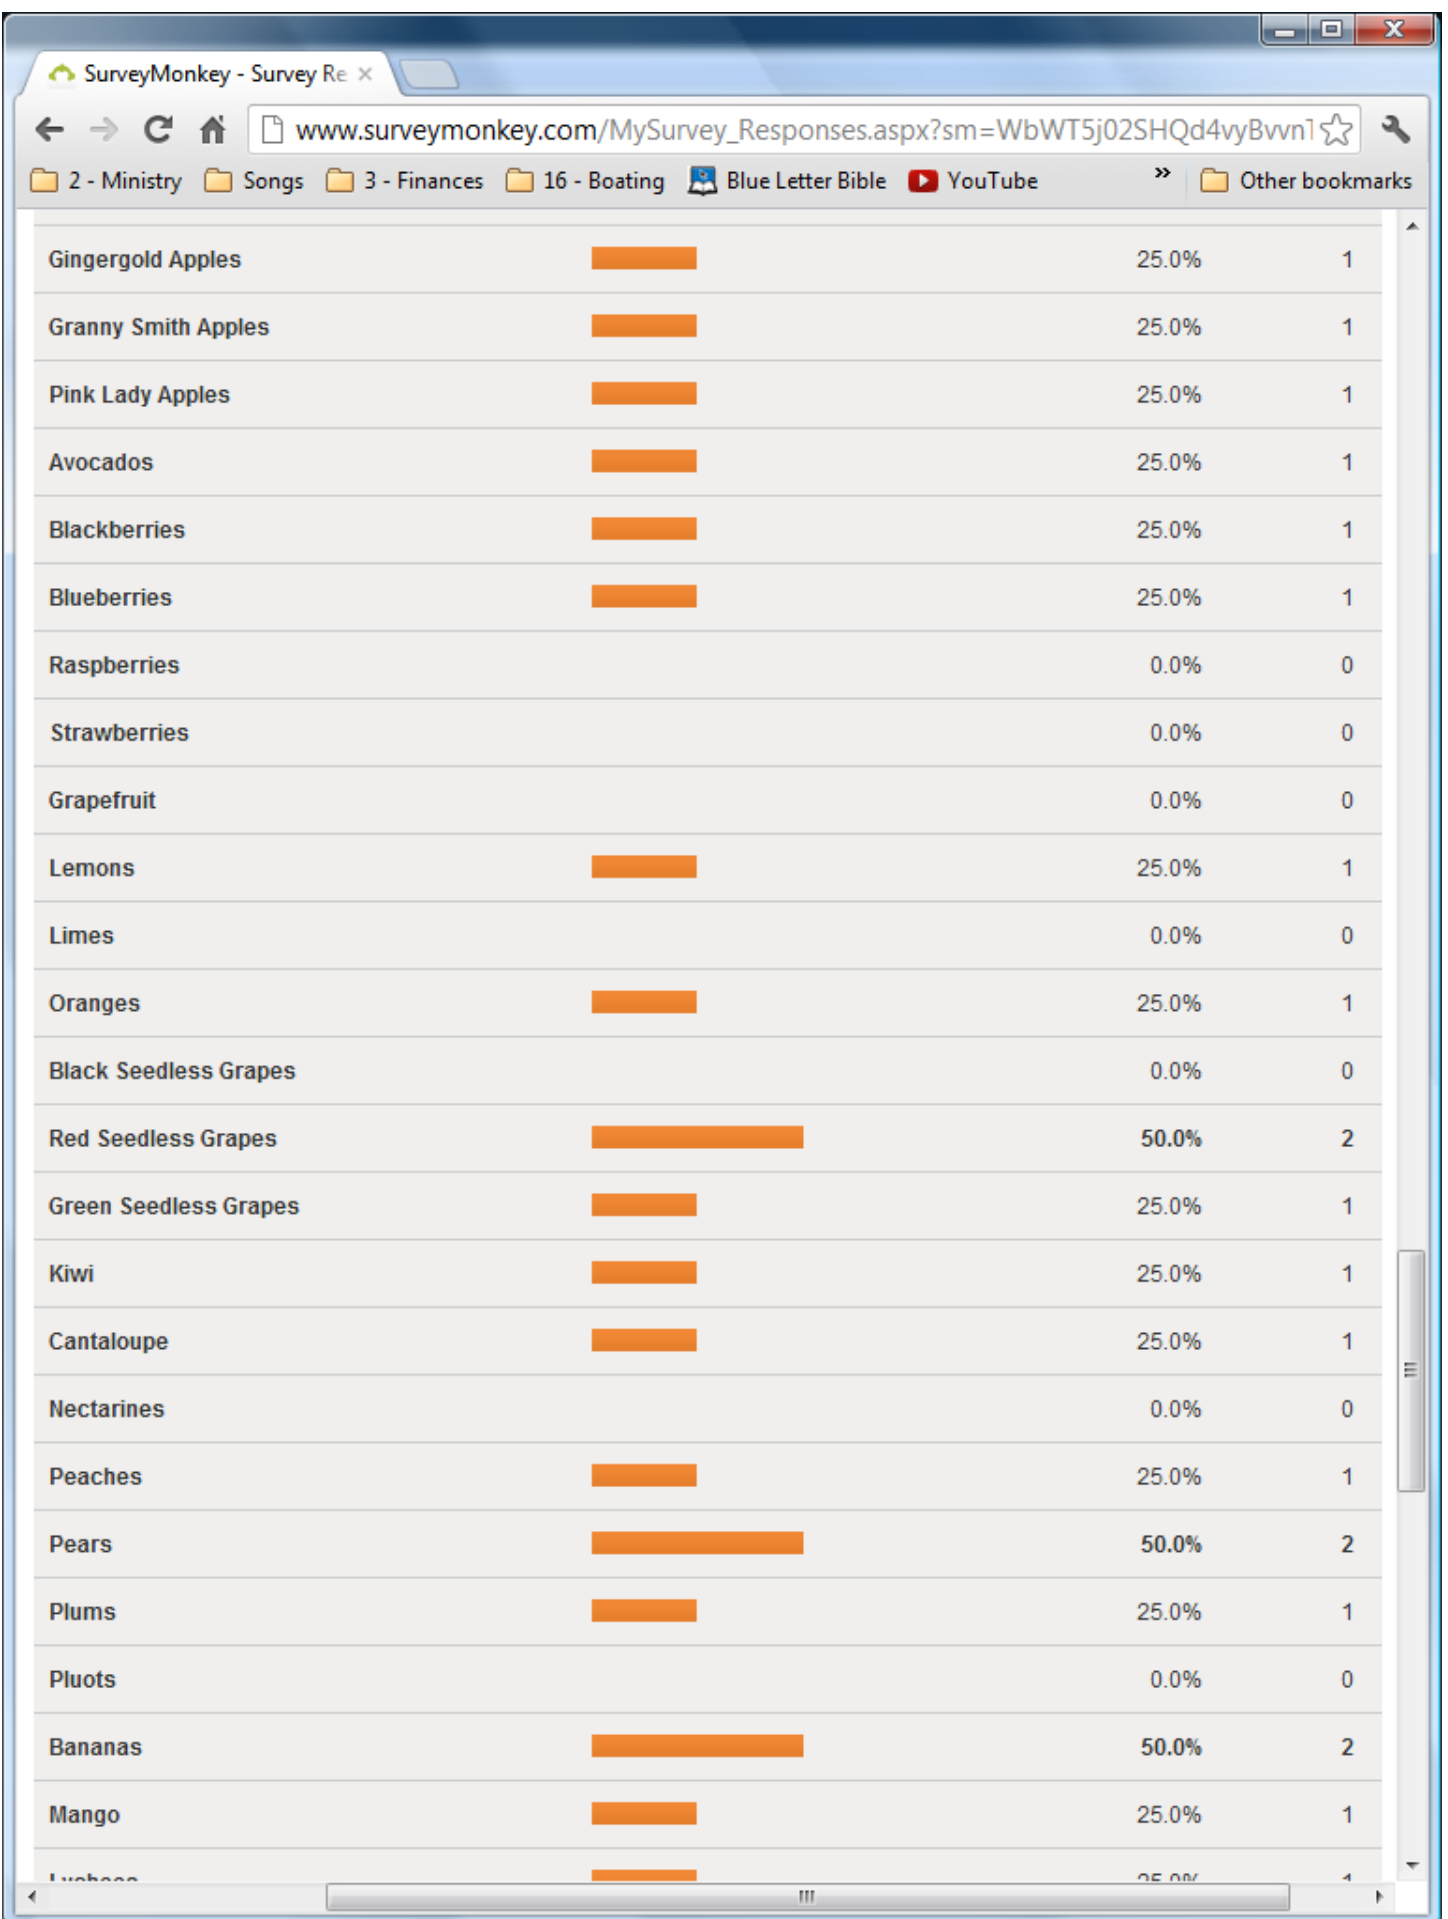 SurveyMonkey - Survey Re
www.surveymonkey.com/MySurvey_Responses.aspx?sm=WbWT5j02SHQd4vyBvvn
2 - Ministry Songs 3 - Finances 16 - Boating Blue Letter Bible YouTube » Other bookmarks
Gingergold Apples 25.0% 1
Granny Smith Apples 25.0% 1
Pink Lady Apples 25.0% 1
Avocados 25.0% 1
Blackberries 25.0% 1
Blueberries 25.0% 1
Raspberries 0.0% 0
Strawberries 0.0% 0
Grapefruit 0.0% 0
Lemons 25.0% 1
Limes 0.0% 0
Oranges 25.0% 1
Black Seedless Grapes 0.0% 0
Red Seedless Grapes 50.0% 2
Green Seedless Grapes 25.0% 1
Kiwi 25.0% 1
Cantaloupe 25.0% 1
Nectarines 0.0% 0
Peaches 25.0% 1
Pears 50.0% 2
Plums 25.0% 1
Pluots 0.0% 0
Bananas 50.0% 2
Mango 25.0% 1